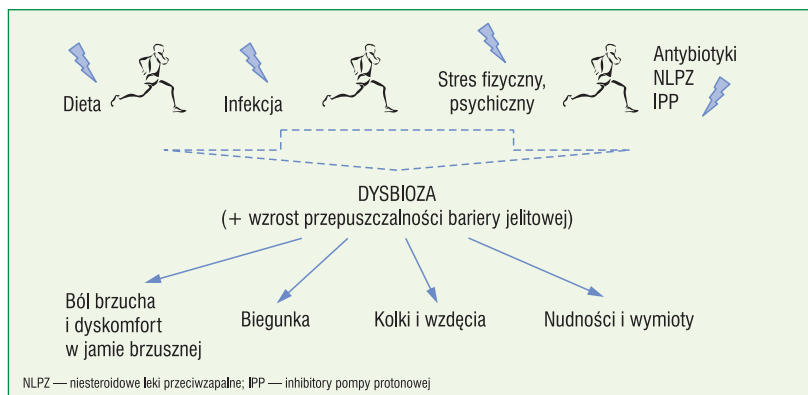 Dieta
Infekcja
Stres fizyczny,
psychiczny
Antybiotyki
NLPZ
IPP
DYSBIOZA
(+ wzrost przepuszczalności bariery jelitowej)
Ból brzucha
i dyskomfort
w jamie brzusznej
Biegunka
Kolki i wzdęcia
Nudności i wymioty
NLPZ — niesteroidowe leki przeciwzapalne; IPP — inhibitory pompy protonowej